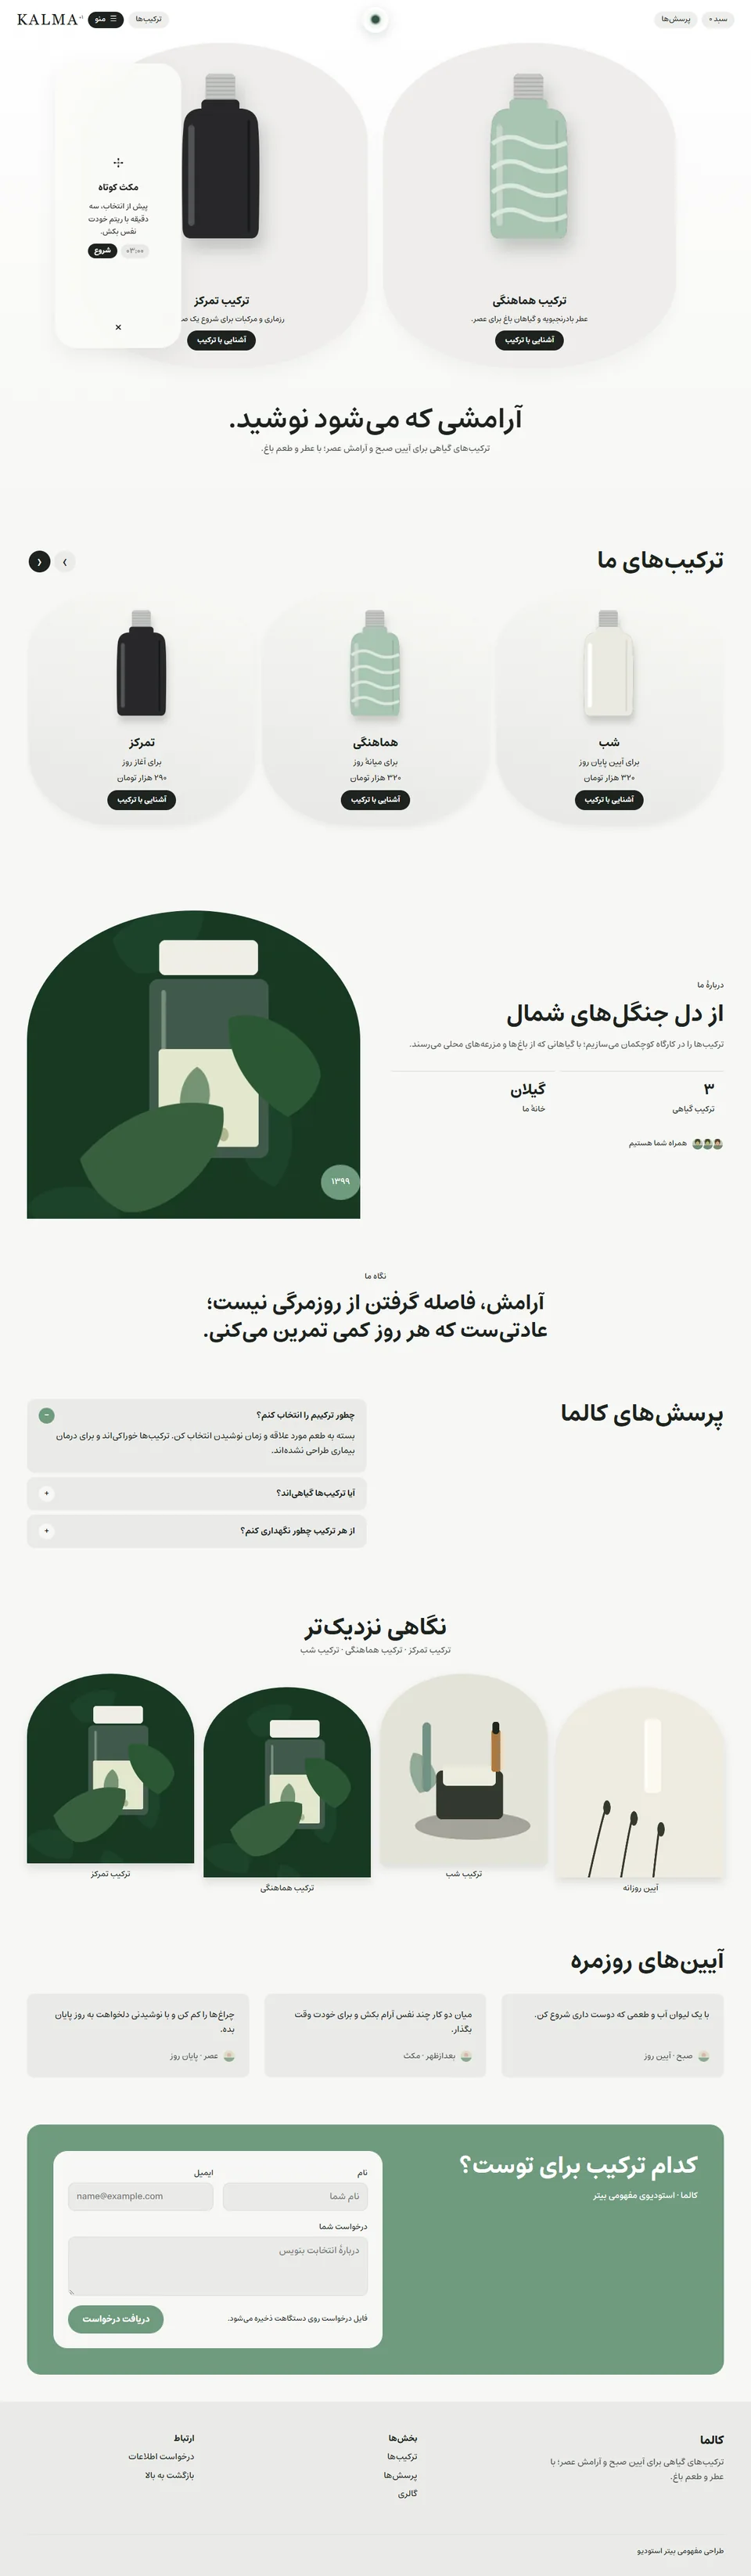 سبد ۰
پرسش‌ها
ترکیب‌ها
منو
KALMA
ترکیب هماهنگی
عطر بادرنجبویه و گیاهان باغ برای عصر.
آشنایی با ترکیب
ترکیب تمرکز
رزماری و مرکبات برای شروع یک
آشنایی با ترکیب
مکث کوتاه
پیش از انتخاب، سه
دقیقه با ریتم خودت
نفس بکش.
۰۳:۰۰
شروع
آرامشی که می‌شود نوشید.
ترکیب‌های گیاهی برای آیین صبح و آرامش عصر؛ با عطر و طعم باغ.
ترکیب‌های ما
شب
برای آیین پایان روز
۳۲۰ هزار تومان
آشنایی با ترکیب
هماهنگی
برای میانهٔ روز
۳۲۰ هزار تومان
آشنایی با ترکیب
تمرکز
برای آغاز روز
۲۹۰ هزار تومان
آشنایی با ترکیب
دربارهٔ ما
از دل جنگل‌های شمال
ترکیب‌ها را در کارگاه کوچکمان می‌سازیم؛ با گیاهانی که از باغ‌ها و مزرعه‌های محلی می‌رسند.
۳
ترکیب گیاهی
گیلان
خانهٔ ما
همراه شما هستیم
۱۳۹۹
نگاه ما
آرامش، فاصله گرفتن از روزمرگی نیست؛
عادتی‌ست که هر روز کمی تمرین می‌کنی.
پرسش‌های کالما
چطور ترکیبم را انتخاب کنم؟
بسته به طعم مورد علاقه و زمان نوشیدن انتخاب کن. ترکیب‌ها خوراکی‌اند و برای درمان
بیماری طراحی نشده‌اند.
آیا ترکیب‌ها گیاهی‌اند؟
از هر ترکیب چطور نگهداری کنم؟
نگاهی نزدیک‌تر
ترکیب تمرکز · ترکیب هماهنگی · ترکیب شب
آیین روزانه
ترکیب شب
ترکیب هماهنگی
ترکیب تمرکز
آیین‌های روزمره
با یک لیوان آب و طعمی که دوست داری شروع کن.
صبح · آیین روز
میان دو کار چند نفس آرام بکش و برای خودت وقت
بگذار.
بعدازظهر · مکث
چراغ‌ها را کم کن و با نوشیدنی دلخواهت به روز پایان
بده.
عصر · پایان روز
کدام ترکیب برای توست؟
کالما · استودیوی مفهومی بیتر
نام
نام شما
ایمیل
name@example.com
درخواست شما
دربارهٔ انتخابت بنویس
فایل درخواست روی دستگاهت ذخیره می‌شود.
دریافت درخواست
کالما
ترکیب‌های گیاهی برای آیین صبح و آرامش عصر؛ با
عطر و طعم باغ.
بخش‌ها
ترکیب‌ها
پرسش‌ها
گالری
ارتباط
درخواست اطلاعات
بازگشت به بالا
طراحی مفهومی بیتر استودیو